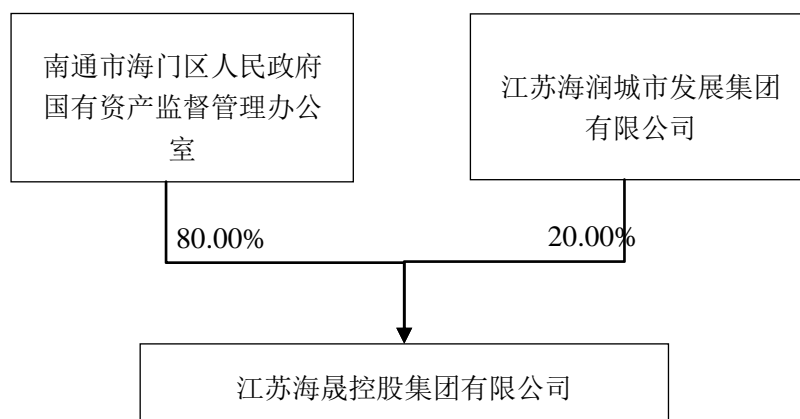 南通市海门区人民政府
国有资产监督管理办公
室
江苏海润城市发展集团
有限公司
80.00%
20.00%
江苏海晟控股集团有限公司